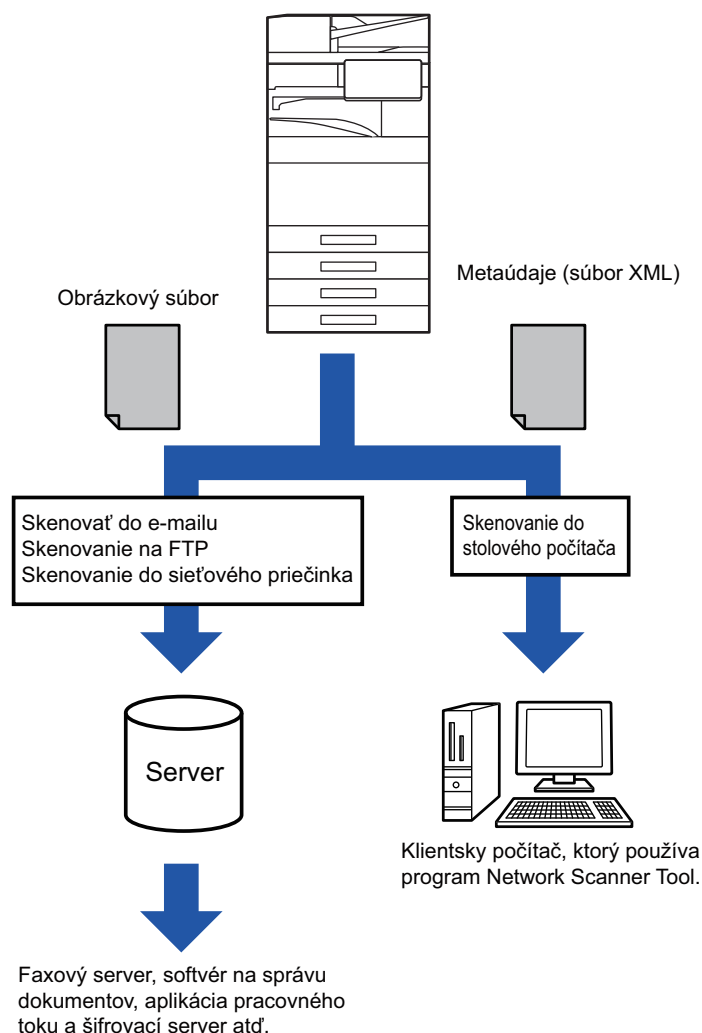 Obrázkový súbor
Metaúdaje (súbor XML)
Skenovať do e-mailu
Skenovanie na FTP
Skenovanie do sieťového priečinka
Skenovanie do
stolového počítača
Server
Klientsky počítač, ktorý používa
program Network Scanner Tool.
Faxový server, softvér na správu
dokumentov, aplikácia pracovného
toku a šifrovací server atď.